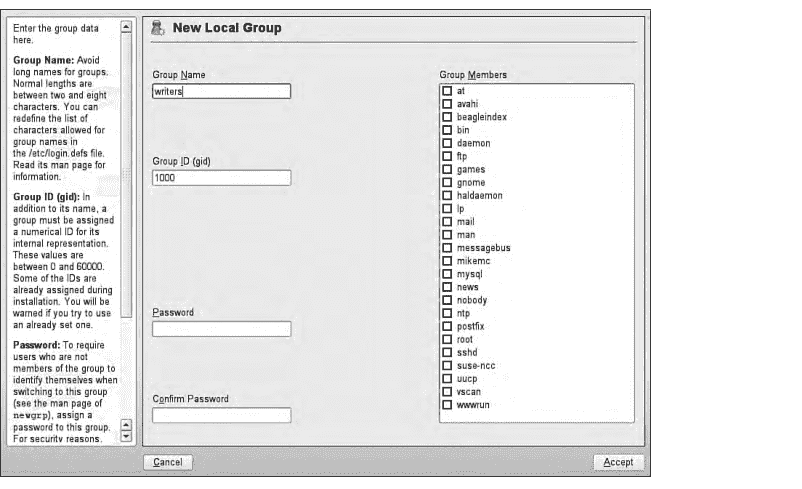 Enter the group data
here.
Group Name: Avoid
long names for groups.
Normal lengths are
between two and eight
characters. You can
redefine the list of
characters allowed for
group names in
the /etc/login.defs file.
Read its man page for
information.
Group ID (gid): In
addition to its name, a
group must be assigned
a numerical ID for its
internal representation.
These values are
between 0 and 60000.
Some of the IDs are
already assigned during
installation. You will be
warned if you try to use
an already set one.
Password: To require
users who are not
members of the group to
identify themselves when
switching to this group
(see the man page of
newgrp), assign a
password to this group.
For security reasons,
New Local Group
Group Name
writers
Group ID (gid)
1000
Password
Confirm Password
Group Members
at
avahi
beagleindex
bin
daemon
ftp
games
gnome
haldaemon
lp
mail
man
messagebus
mikemc
mysql
news
nobody
ntp
postfix
root
sshd
suse-ncc
uucp
vscan
wwwrun
Cancel
Accept